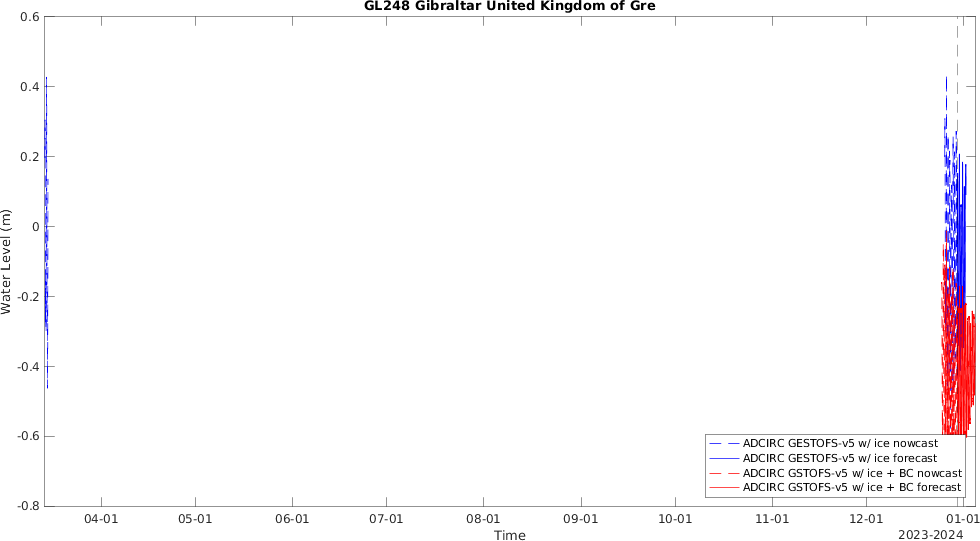 GL248 Gibraltar United Kingdom of Gre
0.6
0.4
0.2
0
-0.2
-0.4
-0.6
-0.8
Water Level (m)
ADCIRC GESTOFS-v5 w/ ice nowcast
ADCIRC GESTOFS-v5 w/ ice forecast
ADCIRC GSTOFS-v5 w/ ice + BC nowcast
ADCIRC GSTOFS-v5 w/ ice + BC forecast
04-01 05-01 06-01 07-01 08-01 09-01 10-01 11-01 12-01 01-01
Time
2023-2024